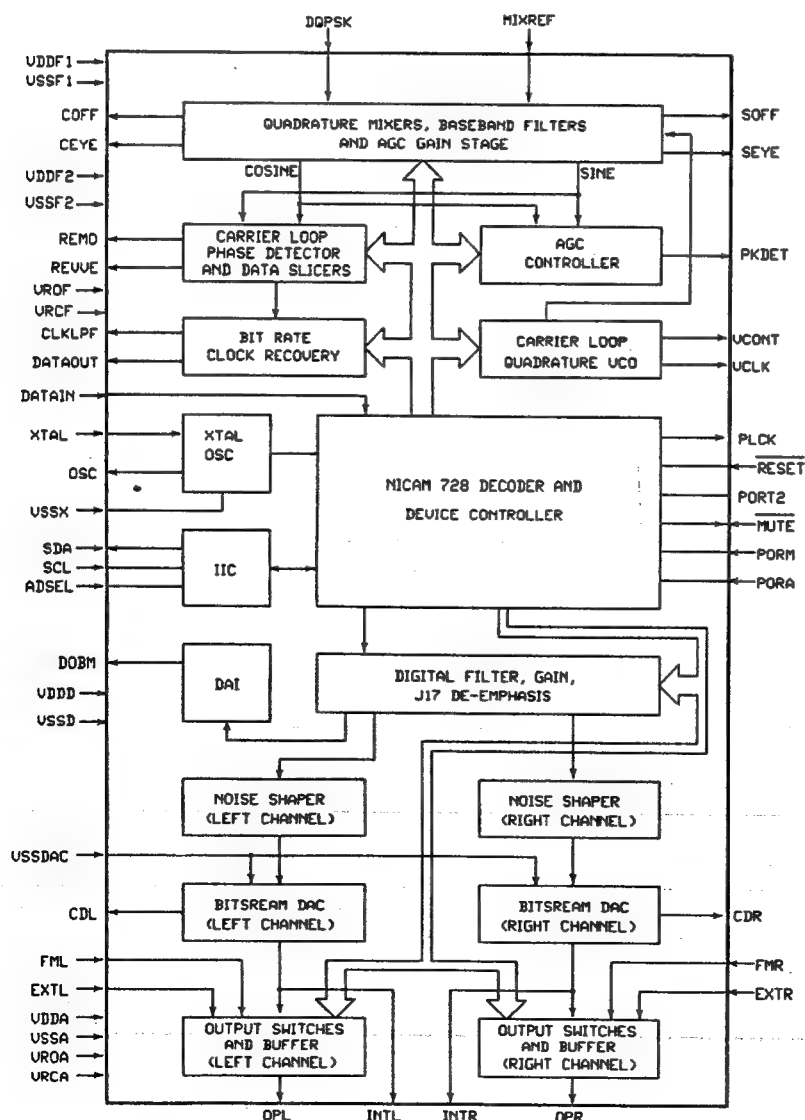 DQPSK MIXREF
VDDF1
VSSF1
COFF
CEYE
VDDF2
VSSF2
REMO
REVVE
VROF
VRCF
CLKLPF
DATAOUT
DATAIN
XTAL
OSC
VSSX
SDA
SCL
ADSEL
DOBM
VDDD
VSSD
VSSDAC
CDL
FML
EXTL
VDDA
VSSA
VROA
VRCA
QUADRATURE MIXERS, BASEBAND FILTERS
AND AGC GAIN STAGE
COSINE
SINE
CARRIER LOOP
PHASE DETECTOR
AND DATA SLICERS
AGC
CONTROLLER
BIT RATE
CLOCK RECOVERY
CARRIER LOOP
QUADRATURE VCO
XTAL
OSC
NICAM 728 DECODER AND
DEVICE CONTROLLER
IIC
DAI
DIGITAL FILTER, GAIN,
J17 DE-EMPHASIS
NOISE SHAPER
(LEFT CHANNEL)
NOISE SHAPER
(RIGHT CHANNEL)
BITSREAM DAC
(LEFT CHANNEL)
BITSREAM DAC
(RIGHT CHANNEL)
OUTPUT SWITCHES
AND BUFFER
(LEFT CHANNEL)
OUTPUT SWITCHES
AND BUFFER
(RIGHT CHANNEL)
SOFF
SEYE
PKDET
VCONT
VCLK
PLCK
RESET
PORT2
MUTE
PORM
PORA
CDR
FMR
EXTR
OPL INTL INTR OPR